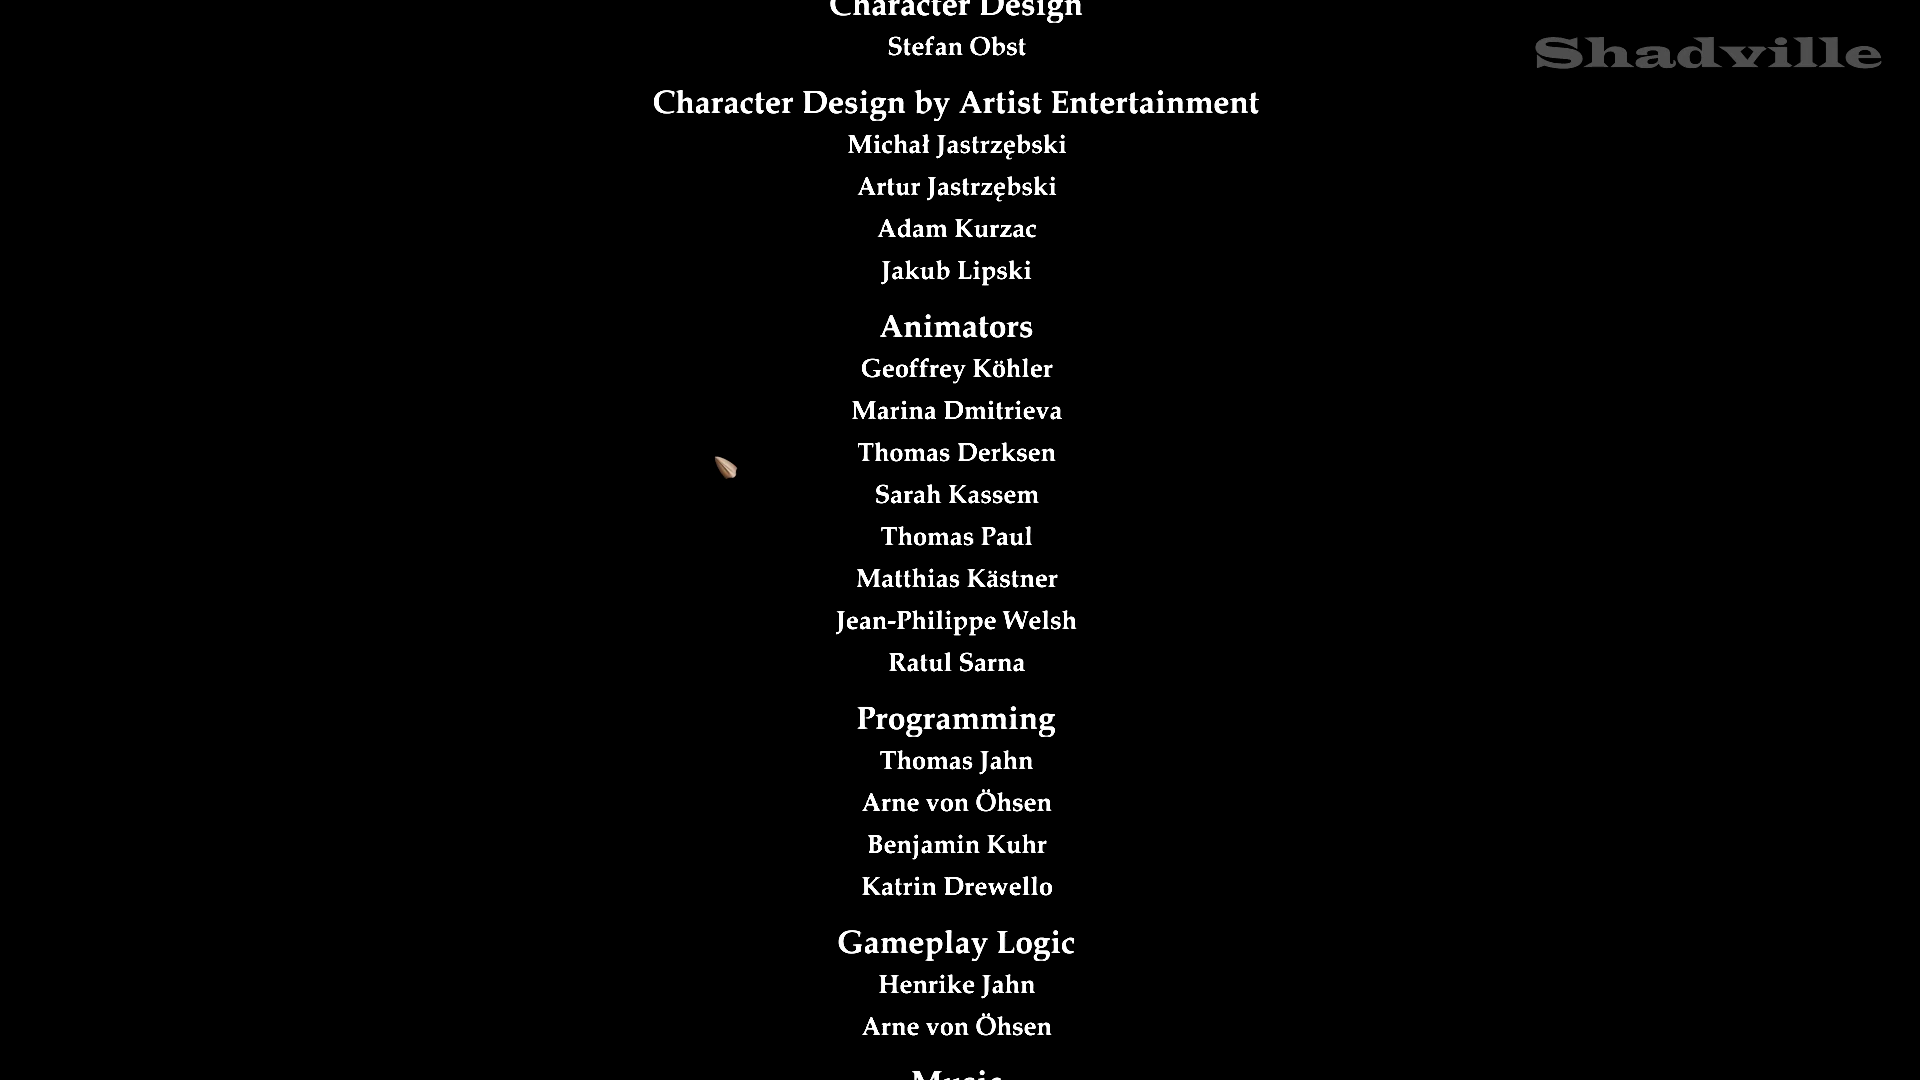 Character Design
Shadville
Stefan Obst
Character Design by Artist Entertainment
Michał Jastrzębski
Artur Jastrzębski
Adam Kurzac
Jakub Lipski
Animators
Geoffrey Köhler
Marina Dmitrieva
Thomas Derksen
Sarah Kassem
Thomas Paul
Matthias Kästner
Jean-Philippe Welsh
Ratul Sarna
Programming
Thomas Jahn
Arne von Öhsen
Benjamin Kuhr
Katrin Drewello
Gameplay Logic
Henrike Jahn
Arne von Öhsen
Music